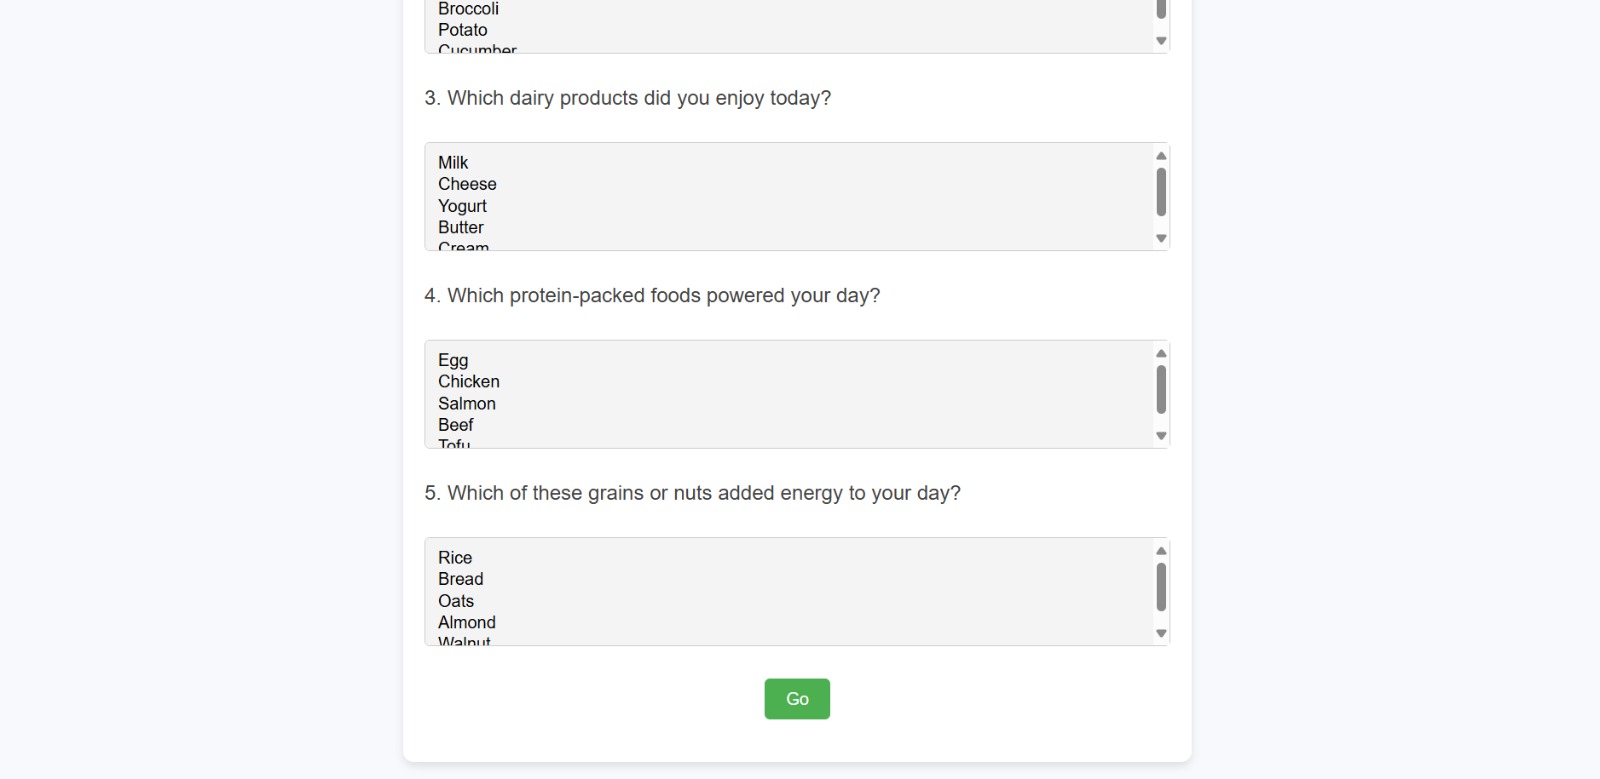 Broccoli
Potato
Cucumber
3. Which dairy products did you enjoy today?
Milk
Cheese
Yogurt
Butter
Cream
4. Which protein-packed foods powered your day?
Egg
Chicken
Salmon
Beef
Tofu
5. Which of these grains or nuts added energy to your day?
Rice
Bread
Oats
Almond
Walnut
Go